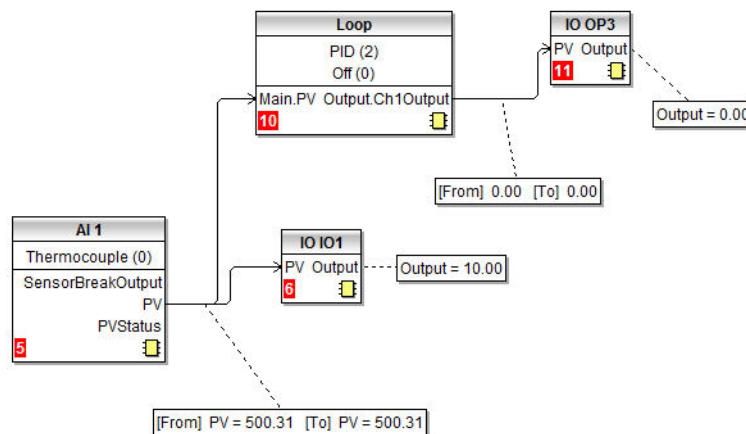 Loop
PID (2)
Off (0)
Main.PV Output.Ch1Output
10
IO OP3
PV Output
11
Output = 0.00
[From] 0.00 [To] 0.00
AI 1
Thermocouple (0)
SensorBreakOutput
PV
PVStatus
5
IO IO1
PV Output
6
Output = 10.00
[From] PV = 500.31 [To] PV = 500.31